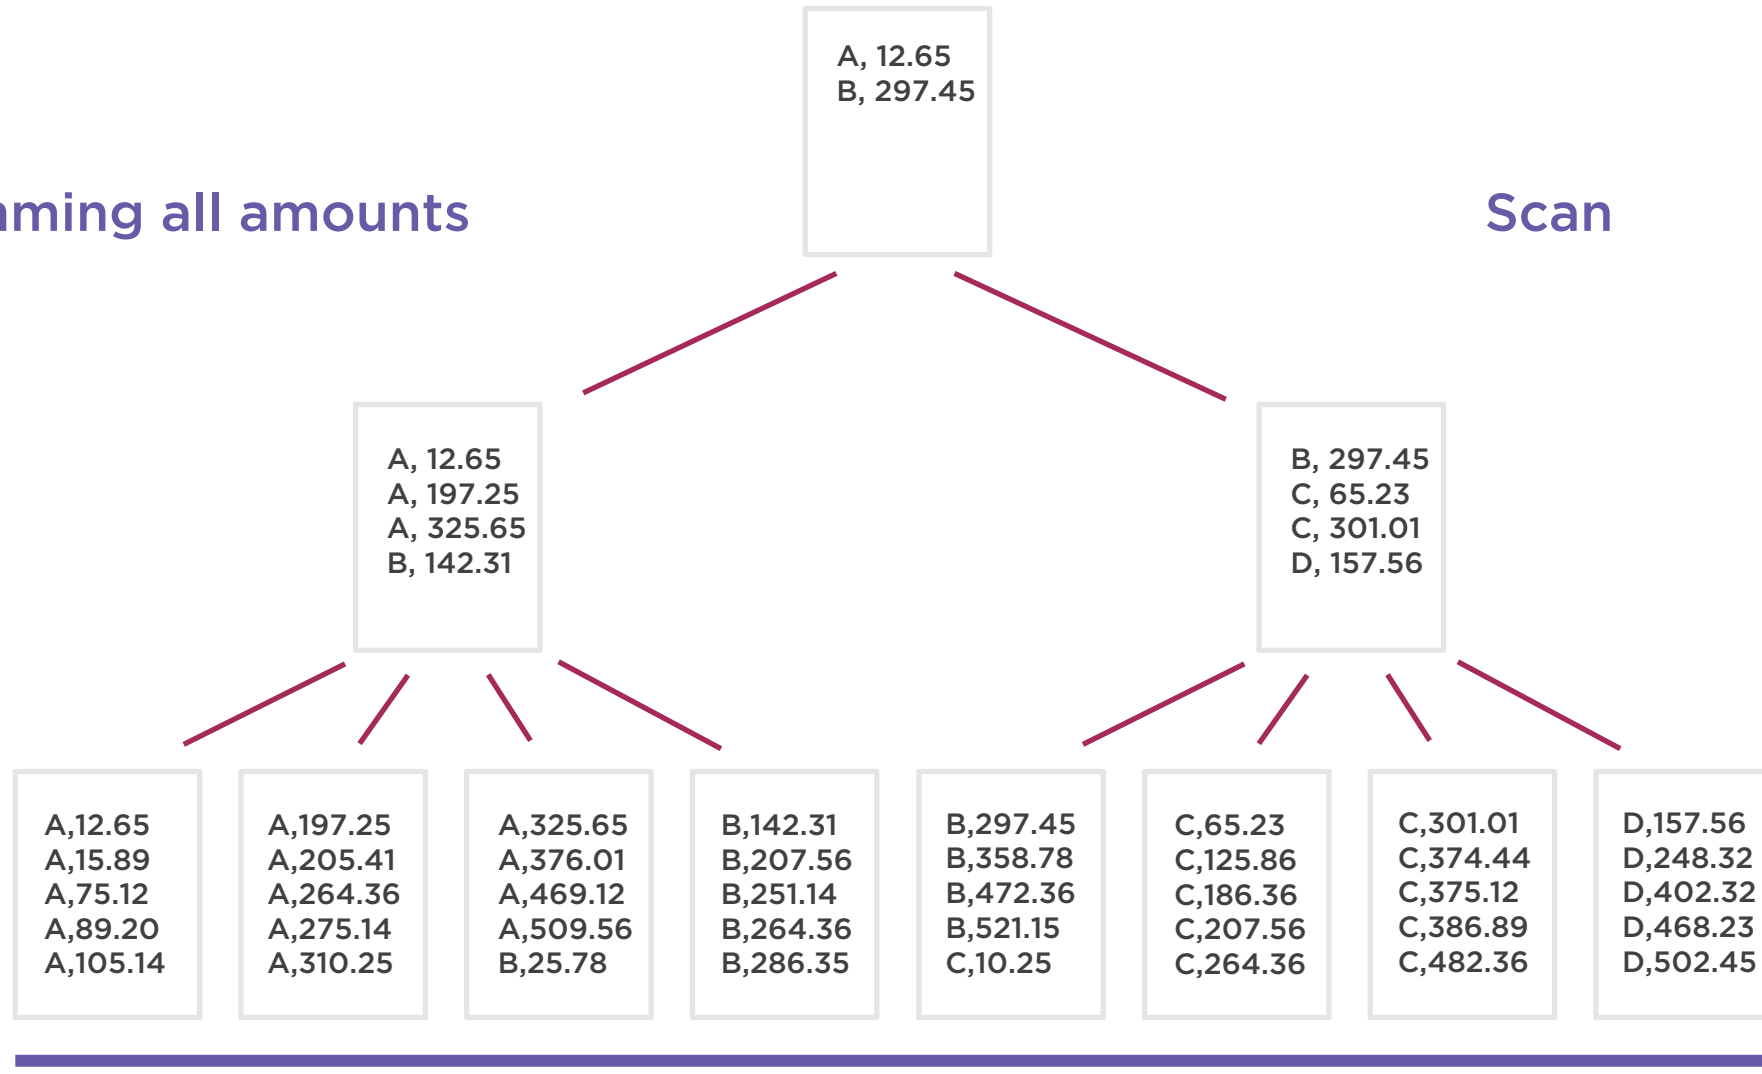 A, 12.65
B, 297.45
all amounts
Scan
A, 12.65
A, 197.25
A, 325.65
B, 142.31
B, 297.45
C, 65.23
C, 301.01
D, 157.56
A,12.65
A,15.89
A,75.12
A,89.20
A,105.14
A,197.25
A,205.41
A,264.36
A,275.14
A,310.25
A,325.65
A,376.01
A,469.12
A,509.56
B,25.78
B,142.31
B,207.56
B,251.14
B,264.36
B,286.35
B,297.45
B,358.78
B,472.36
B,521.15
C,10.25
C,65.23
C,125.86
C,186.36
C,207.56
C,264.36
C,301.01
C,374.44
C,375.12
C,386.89
C,482.36
D,157.56
D,248.32
D,402.32
D,468.23
D,502.45